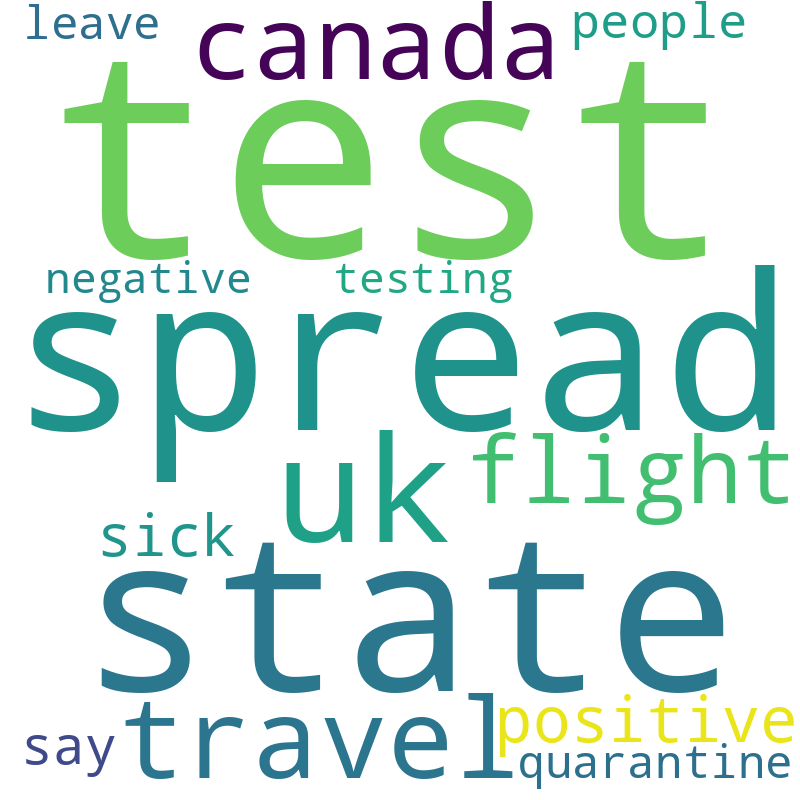 leave canada people
test
negative testing
spread
uk flight
sick
state
say travel positive
quarantine